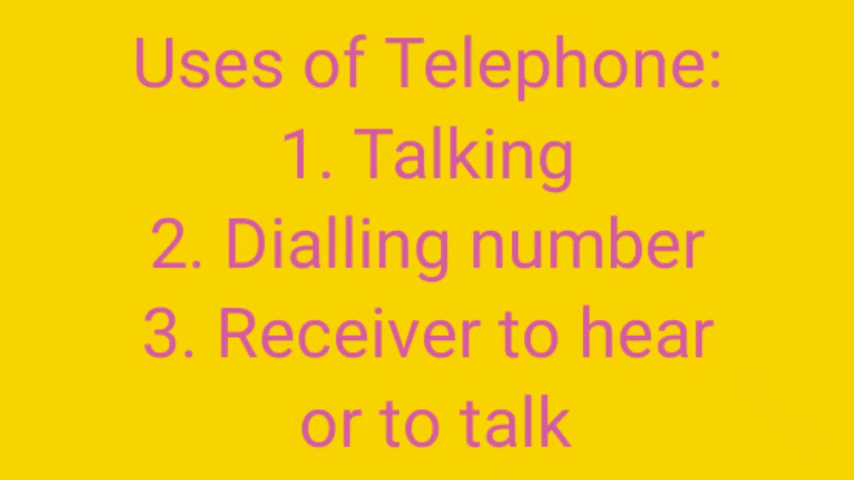 Uses of Telephone:
1. Talking
2. Dialling number
3. Receiver to hear
or to talk